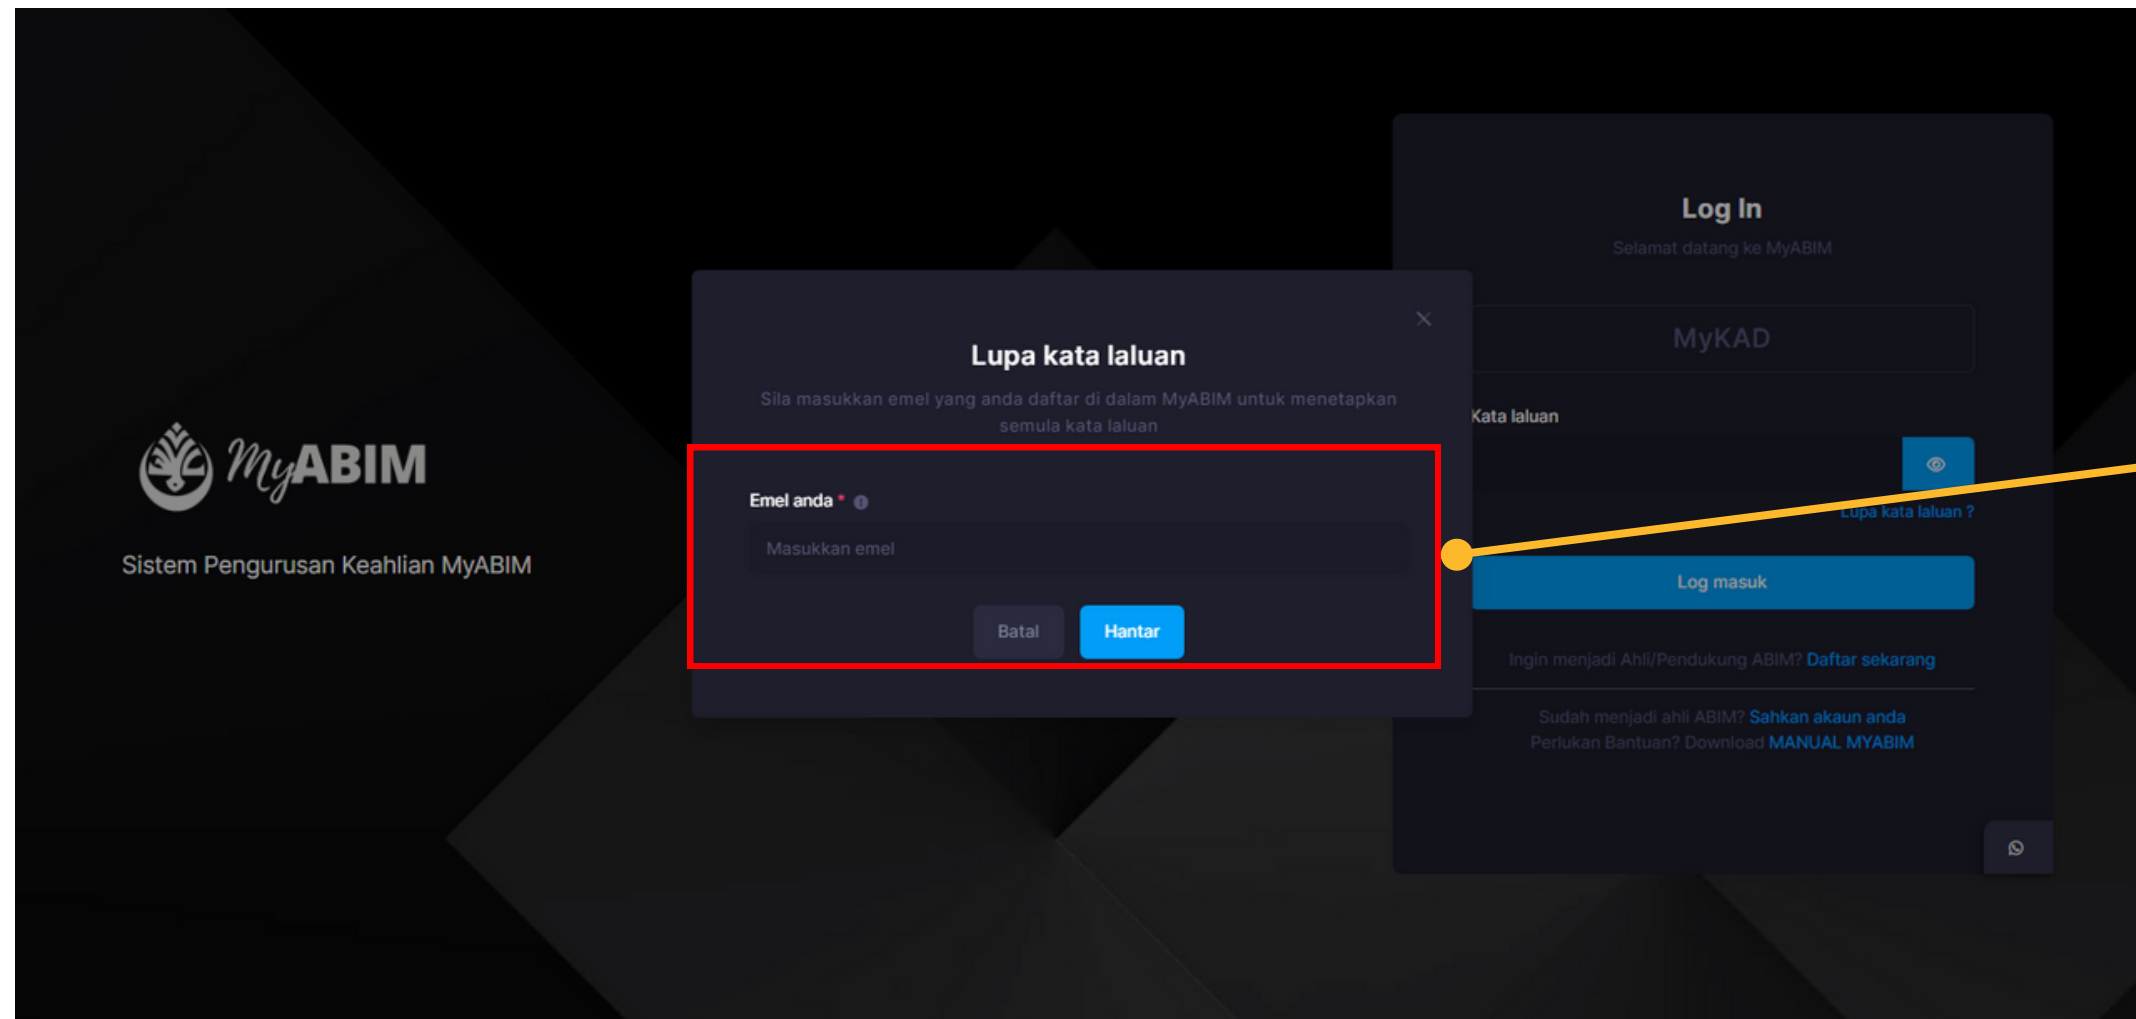 MyABIM
Sistem Pengurusan Keahlian MyABIM
Lupa kata laluan
Sila masukkan emel yang anda daftar di dalam MyABIM untuk menetapkan
semula kata laluan
Emel anda *
Masukkan emel
Batal
Hantar
Log In
Selamat datang ke MyABIM
MyKAD
Kata laluan
Lupa kata laluan ?
Log masuk
Ingin menjadi Ahli/Pendukung ABIM? Daftar sekarang
Sudah menjadi ahli ABIM? Sahkan akaun anda
Perlukan Bantuan? Download MANUAL MYABIM